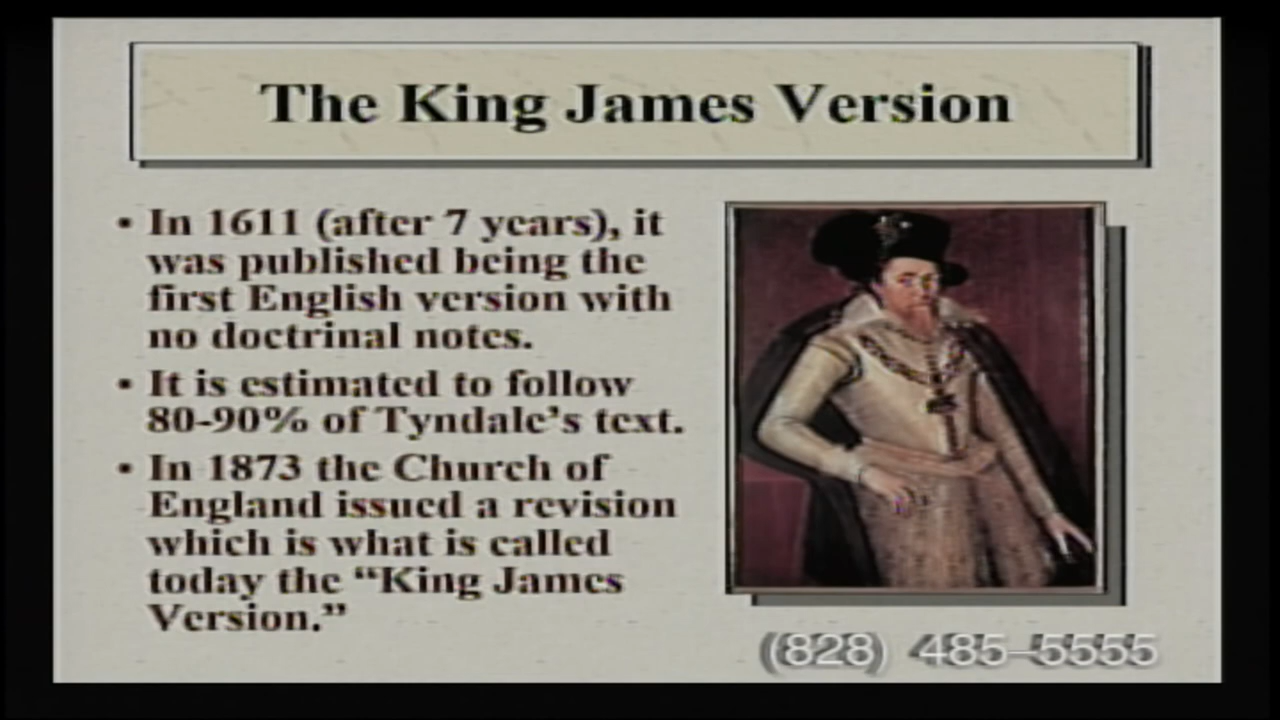 The King James Version
• In 1611 (after 7 years), it
was published being the
first English version with
no doctrinal notes.
• It is estimated to follow
80-90% of Tyndale's text.
• In 1873 the Church of
England issued a revision
which is what is called
today the “King James
Version.”
(828) 485-5555